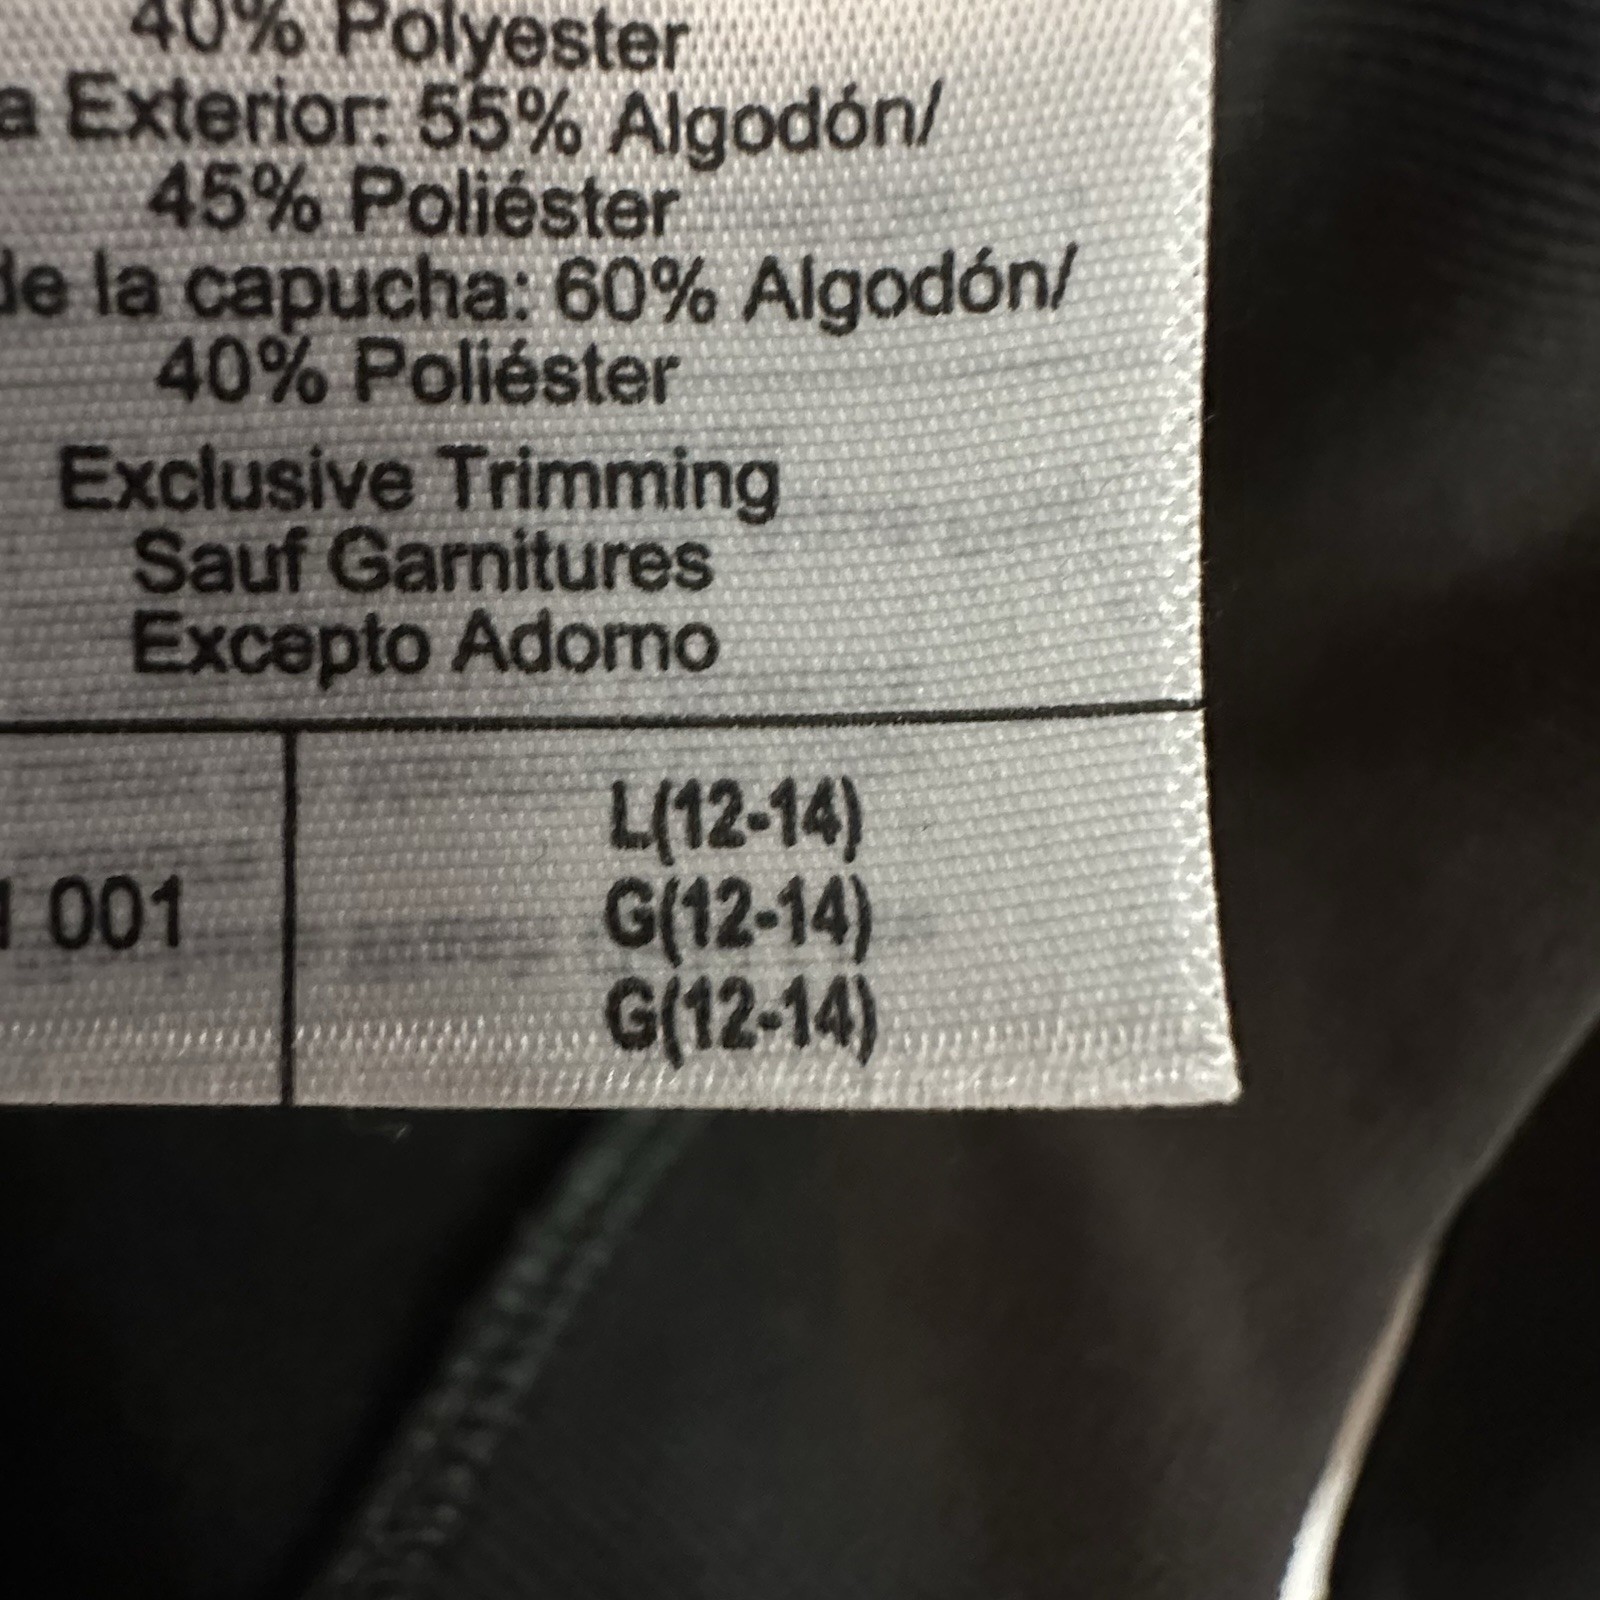 40% Polyester
a Exterior: 55% Algodón/
45% Poliéster
de la capucha: 60% Algodón/
40% Poliéster
Exclusive Trimming
Sauf Garnitures
Excepto Adorno
001
L(12-14)
G(12-14)
G(12-14)